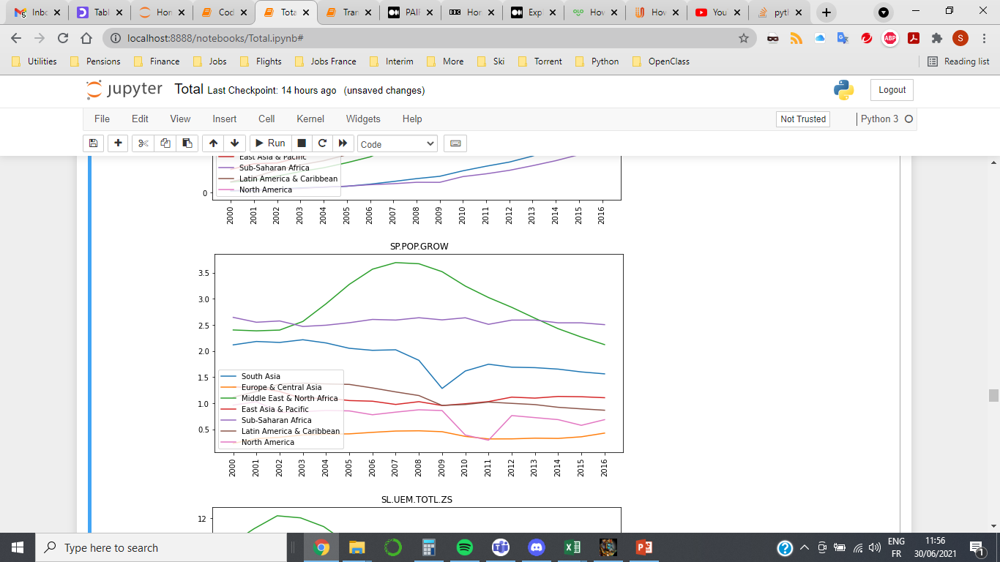 Inbc
Tabl
Hon
Cod
Tota
Tran
PAIF
BBC Hor
Exp
OLO How
How
You
pyth
localhost:8888/notebooks/Total.ipynb#
ABP
S
Utilities Pensions Finance Jobs Flights Jobs France Interim More Ski Torrent Python OpenClass Reading list
jupyter Total Last Checkpoint: 14 hours ago (unsaved changes) Logout
File Edit View Insert Cell Kernel Widgets Help Not Trusted Python 3
Run Code
East Asia & Pacific
Sub-Saharan Africa
Latin America & Caribbean
North America
0
2000 2001 2002 2003 2004 2005 2006 2007 2008 2009 2010 2011 2012 2013 2014 2015 2016
SP.POP.GROW
3.5
3.0
2.5
2.0
1.5
1.0
0.5
South Asia
Europe & Central Asia
Middle East & North Africa
East Asia & Pacific
Sub-Saharan Africa
Latin America & Caribbean
North America
2000 2001 2002 2003 2004 2005 2006 2007 2008 2009 2010 2011 2012 2013 2014 2015 2016
SL.UEM.TOTL.ZS
12
Type here to search
ENG
FR
11:56
30/06/2021
1